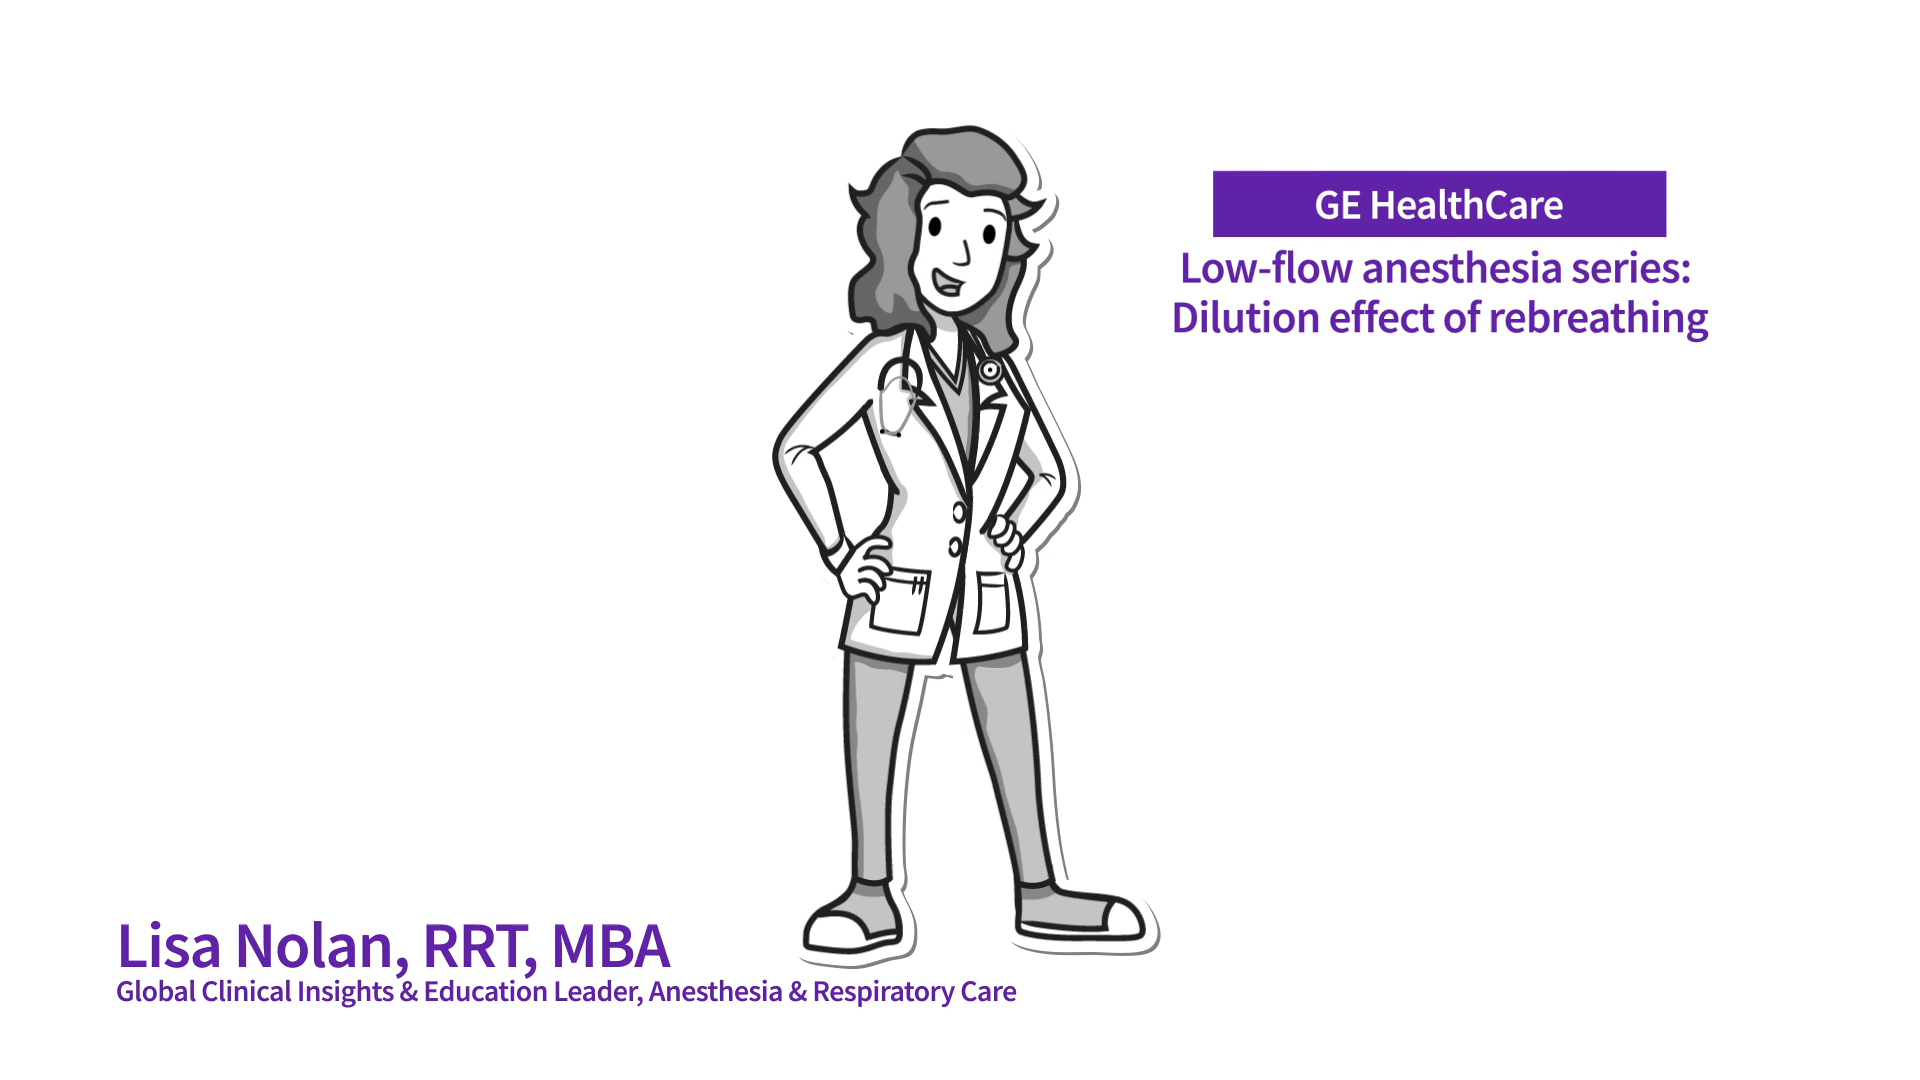 GE HealthCare
Low-flow anesthesia series:
Dilution effect of rebreathing
Lisa Nolan, RRT, MBA
Global Clinical Insights & Education Leader, Anesthesia & Respiratory Care